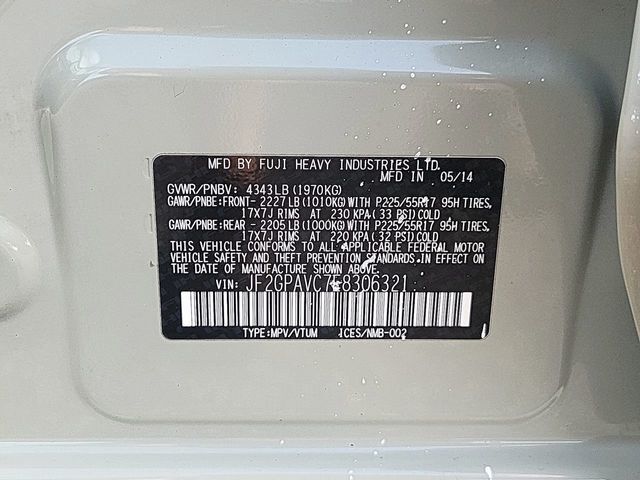 MFD BY FUJI HEAVY INDUSTRIES LTD.
MFD IN 05/14
GVWR/PNBV: 4343LB(1970KG)
GAWR/PNBE:FRONT- 2227LB(1010KG)WITH P225/55R17 95H TIRES,
17X7J RIMS AT 230 KPA(33 PSI)COLD
GAWR/PNBE:REAR - 2205LB(1000KG)WITH P225/55R17 95H TIRES,
17X7J RIMS AT 220 KPA(32 PSI)COLD
THIS VEHICLE CONFORMS TO ALL APPLICABLE FEDERAL MOTOR
VEHICLE SAFETY AND THEFT PREVENTION STANDARDS IN EFFECT ON
THE DATE OF MANUFACTURE SHOWN ABOVE
VIN: JF2GPAVC7E8306321
TYPE:MPV/VTUM ICES/NMB-002